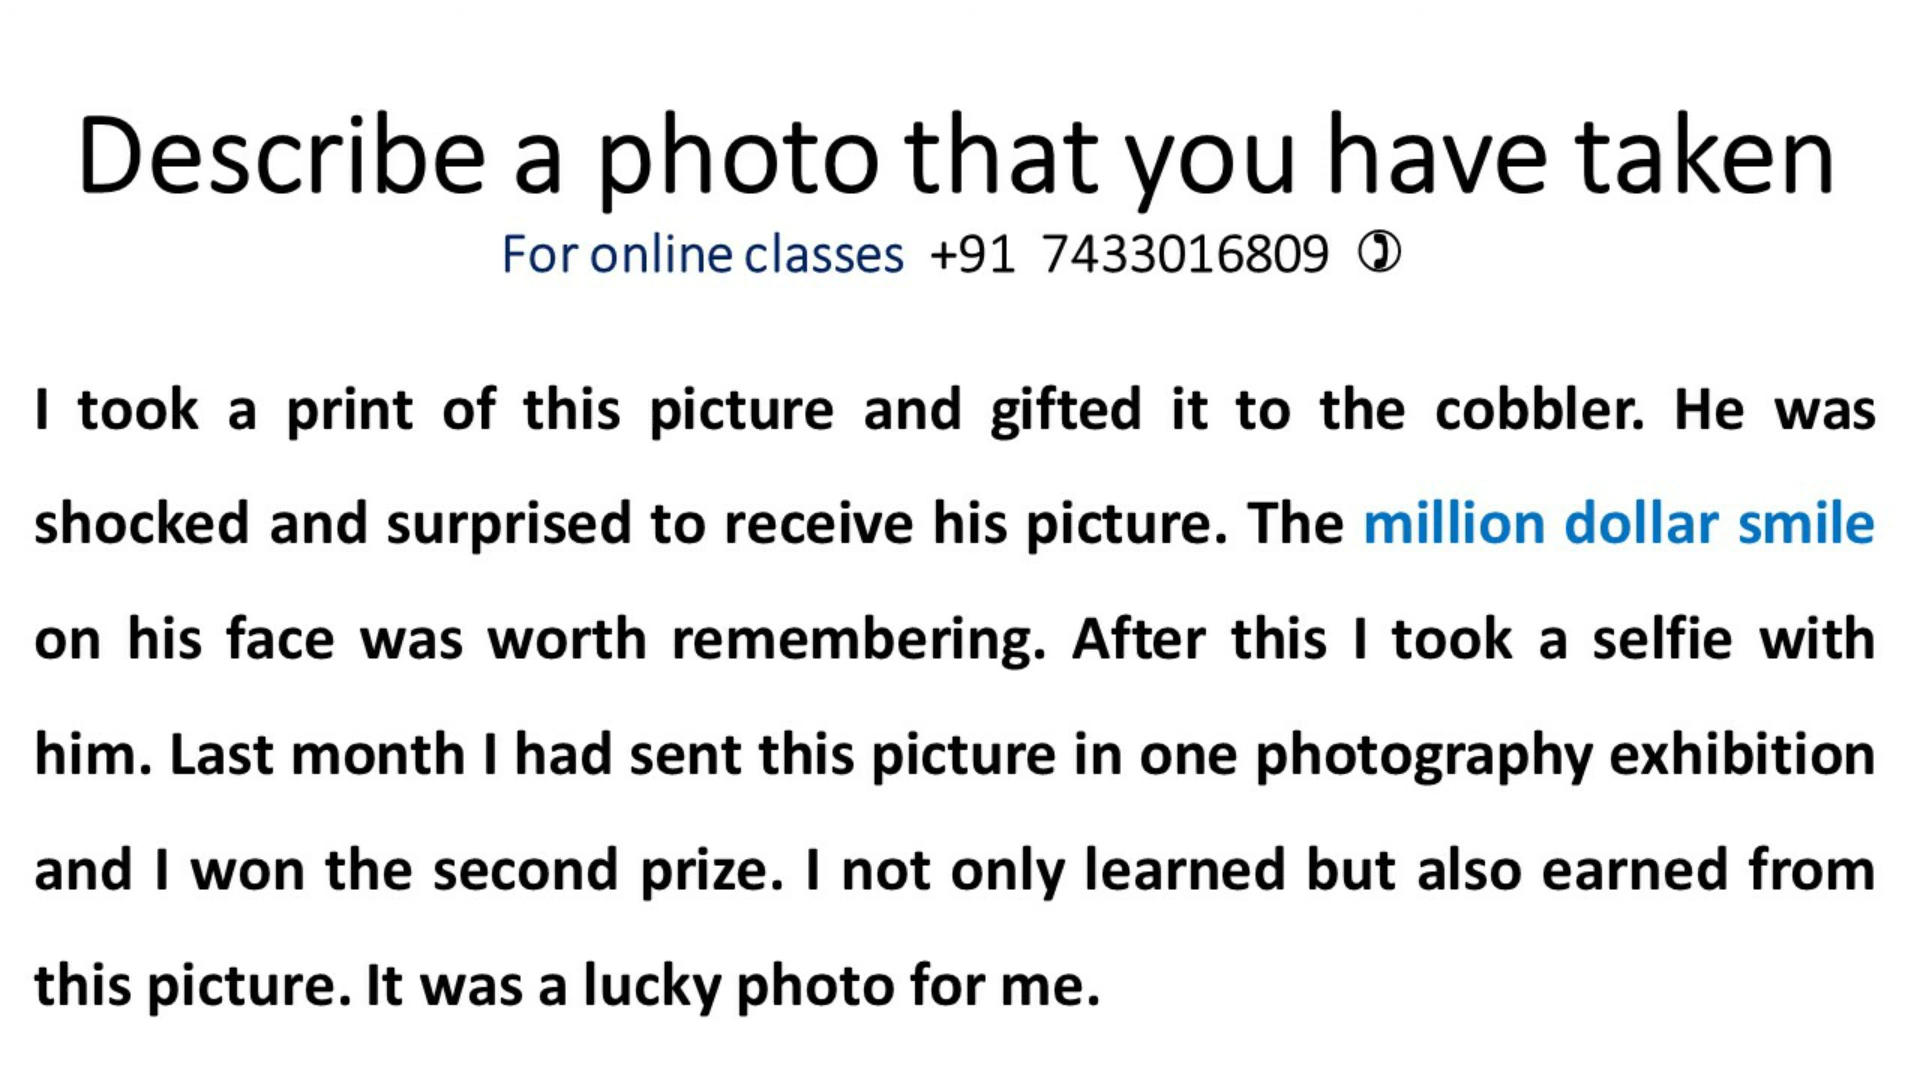 Describe a photo that you have taken
For online classes +91 7433016809
I took a print of this picture and gifted it to the cobbler. He was
shocked and surprised to receive his picture. The million dollar smile
on his face was worth remembering. After this I took a selfie with
him. Last month I had sent this picture in one photography exhibition
and I won the second prize. I not only learned but also earned from
this picture. It was a lucky photo for me.